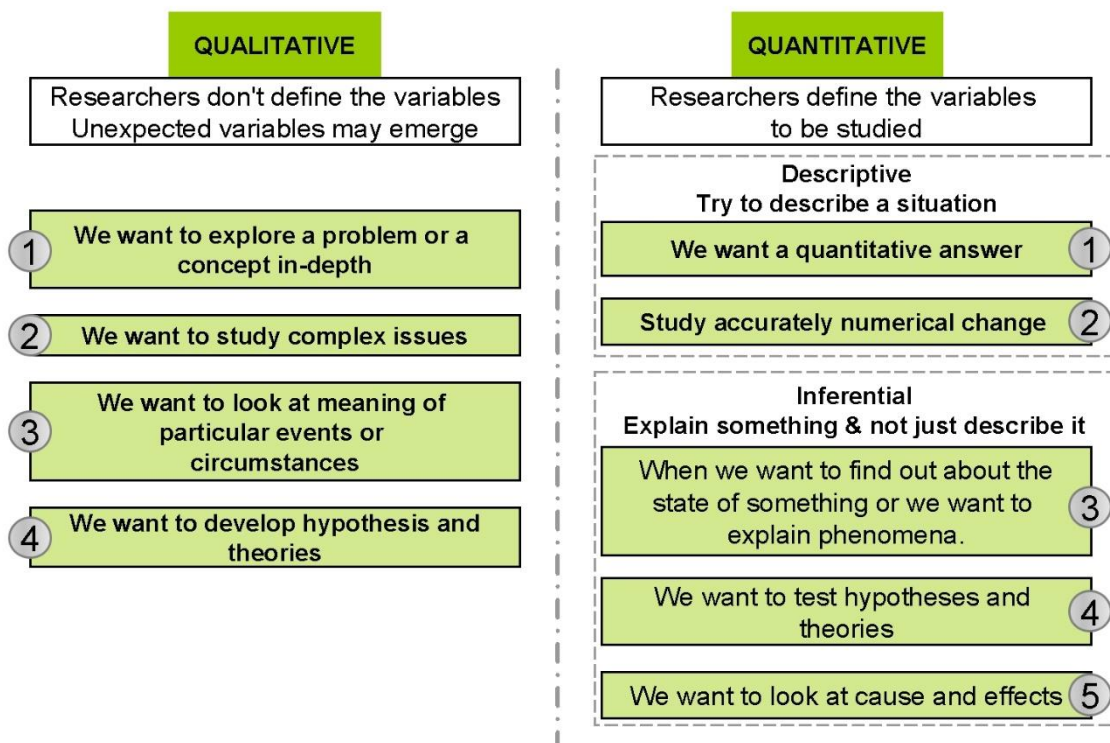 QUALITATIVE
Researchers don't define the variables
Unexpected variables may emerge
1
We want to explore a problem or a
concept in-depth
2
We want to study complex issues
3
We want to look at meaning of
particular events or
circumstances
4
We want to develop hypothesis and
theories
QUANTITATIVE
Researchers define the variables
to be studied
Descriptive
Try to describe a situation
We want a quantitative answer
1
Study accurately numerical change
2
Inferential
Explain something & not just describe it
When we want to find out about the
state of something or we want to
explain phenomena.
3
We want to test hypotheses and
theories
4
We want to look at cause and effects
5